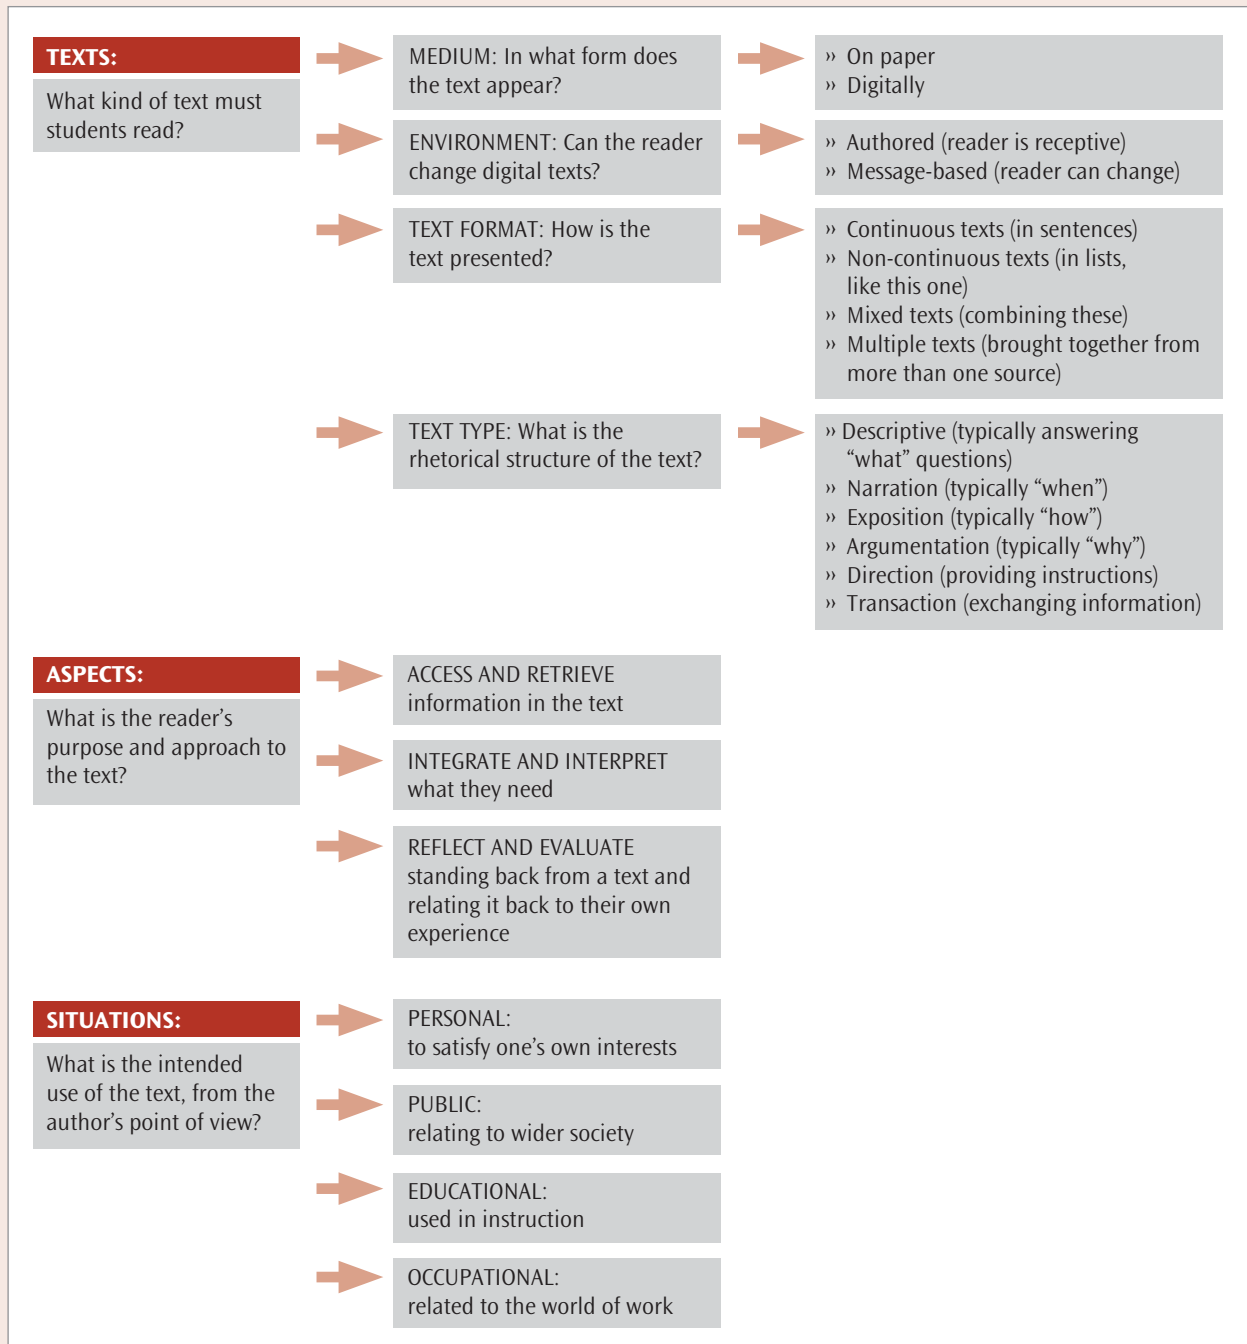 TEXTS:
What kind of text must
students read?
MEDIUM: In what form does
the text appear?
›› On paper
›› Digitally
ENVIRONMENT: Can the reader
change digital texts?
›› Authored (reader is receptive)
›› Message-based (reader can change)
TEXT FORMAT: How is the
text presented?
›› Continuous texts (in sentences)
›› Non-continuous texts (in lists,
like this one)
›› Mixed texts (combining these)
›› Multiple texts (brought together from
more than one source)
TEXT TYPE: What is the
rhetorical structure of the text?
›› Descriptive (typically answering
“what” questions)
›› Narration (typically “when”)
›› Exposition (typically “how”)
›› Argumentation (typically “why”)
›› Direction (providing instructions)
›› Transaction (exchanging information)
ASPECTS:
What is the reader’s
purpose and approach to
the text?
ACCESS AND RETRIEVE
information in the text
INTEGRATE AND INTERPRET
what they need
REFLECT AND EVALUATE
standing back from a text and
relating it back to their own
experience
SITUATIONS:
What is the intended
use of the text, from the
author’s point of view?
PERSONAL:
to satisfy one’s own interests
PUBLIC:
relating to wider society
EDUCATIONAL:
used in instruction
OCCUPATIONAL:
related to the world of work